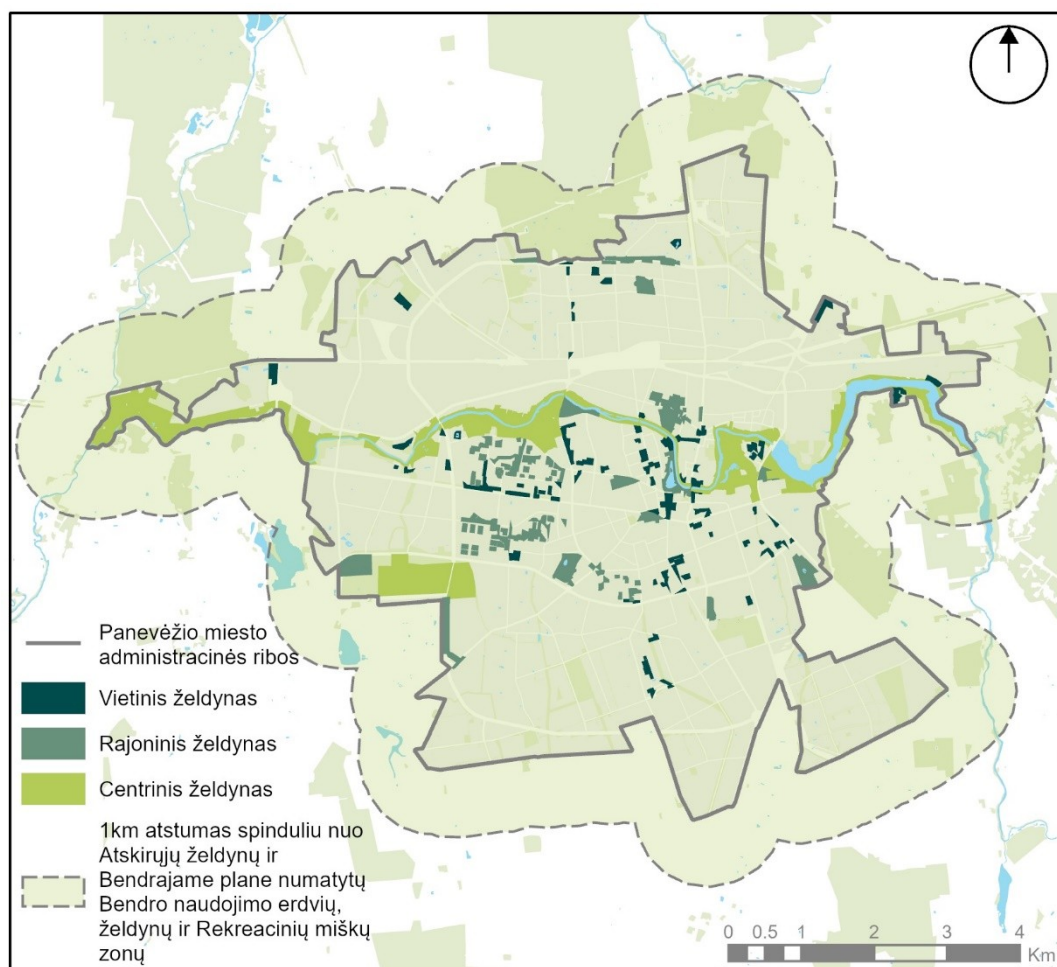 Panevėžio miesto
administracinės ribos
Vietinis želdynas
Rajoninis želdynas
Centrinis želdynas
1km atstumas spinduliu nuo
Atskirųjų želdynų ir
Bendrajame plane numatytų
Bendro naudojimo erdvių,
želdynų ir Rekreacinių miškų
zonų
0 0.5 1 2 3 4
Km